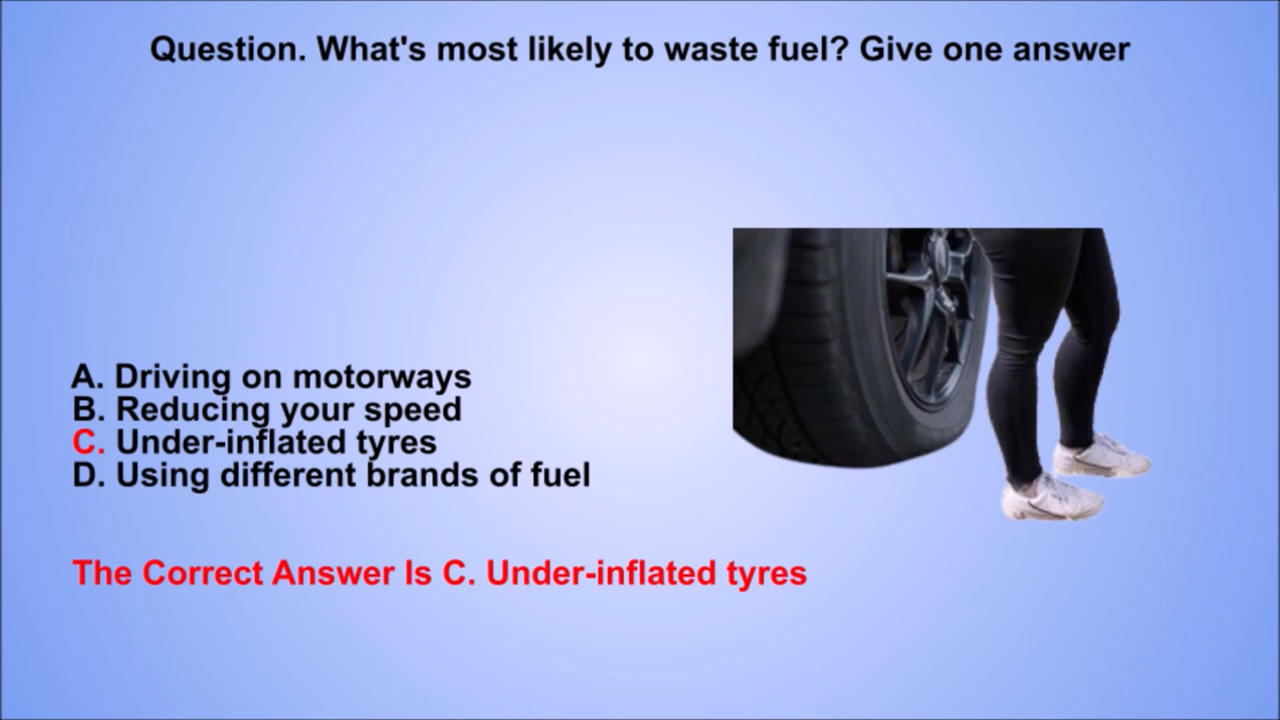 Question. What's most likely to waste fuel? Give one answer
A. Driving on motorways
B. Reducing your speed
C. Under-inflated tyres
D. Using different brands of fuel
The Correct Answer Is C. Under-inflated tyres